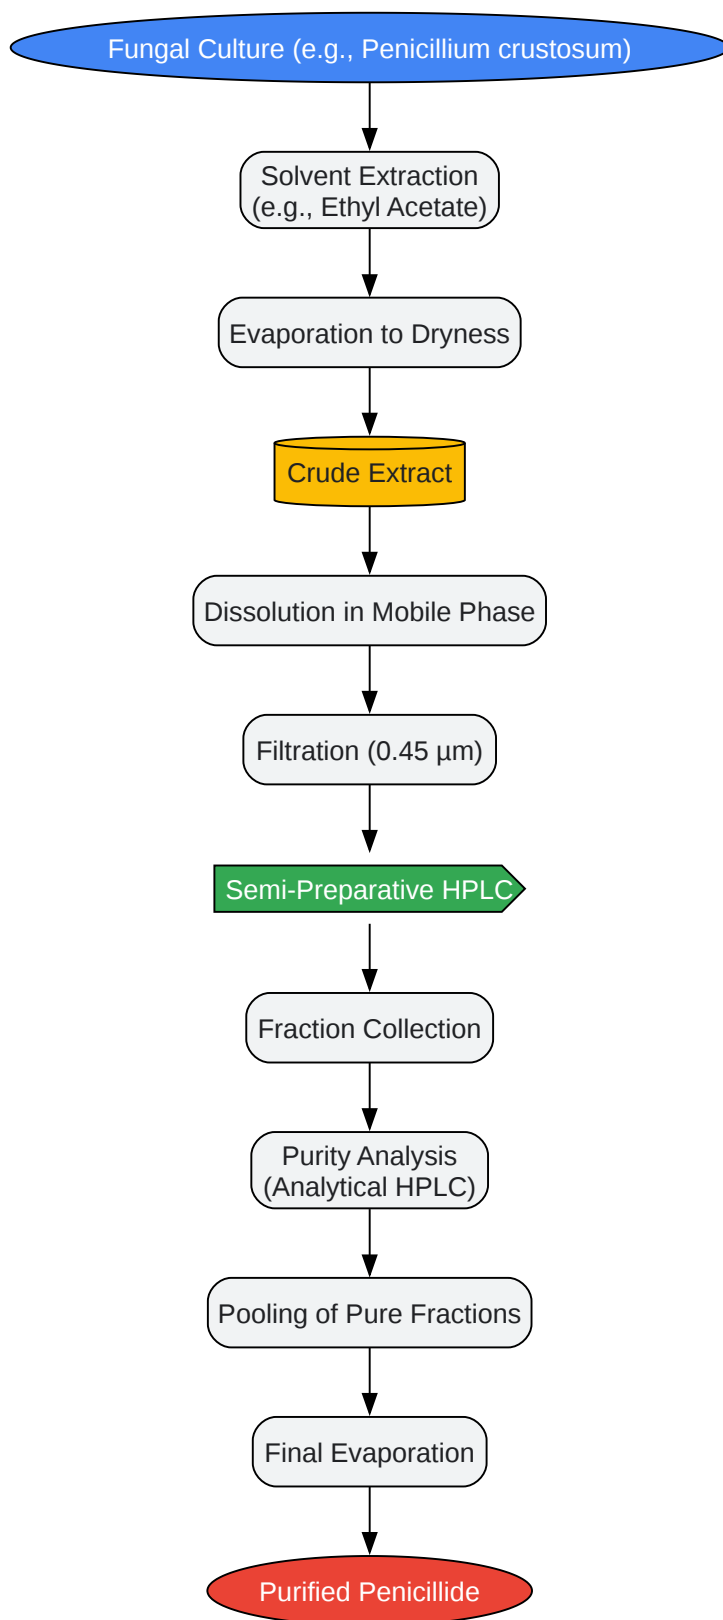 Fungal Culture (e.g., Penicillium crustosum)
Solvent Extraction
(e.g., Ethyl Acetate)
Evaporation to Dryness
Crude Extract
Dissolution in Mobile Phase
Filtration (0.45 µm)
Semi-Preparative HPLC
Fraction Collection
Purity Analysis
(Analytical HPLC)
Pooling of Pure Fractions
Final Evaporation
Purified Penicillide